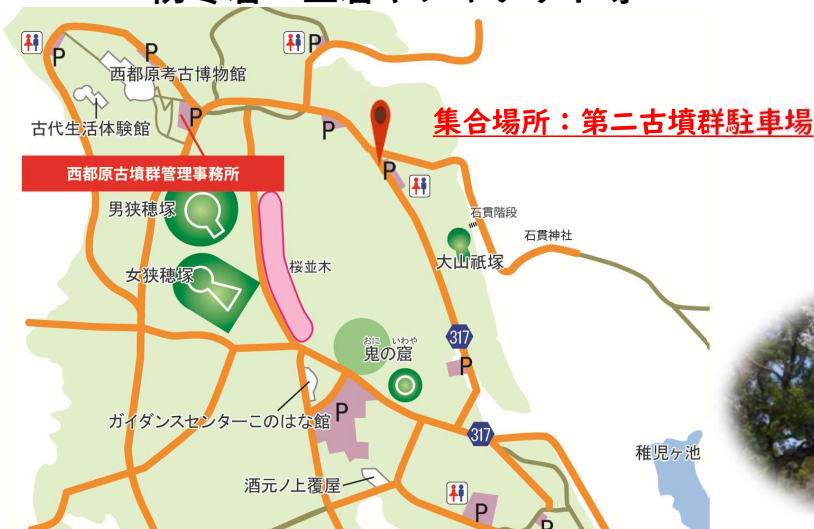 P
P
P
西都原考古博物館
古代生活体験館
P
P
集合場所：第二古墳群駐車場
西都原古墳群管理事務所
P
男狭穂塚
石貫階段
石貫神社
女狭穂塚
桜並木
大山祇塚
おに いわや
鬼の窟
317
P
ガイダンスセンターこのはな館
P
317
稚児ヶ池
酒元ノ上覆屋
P
P